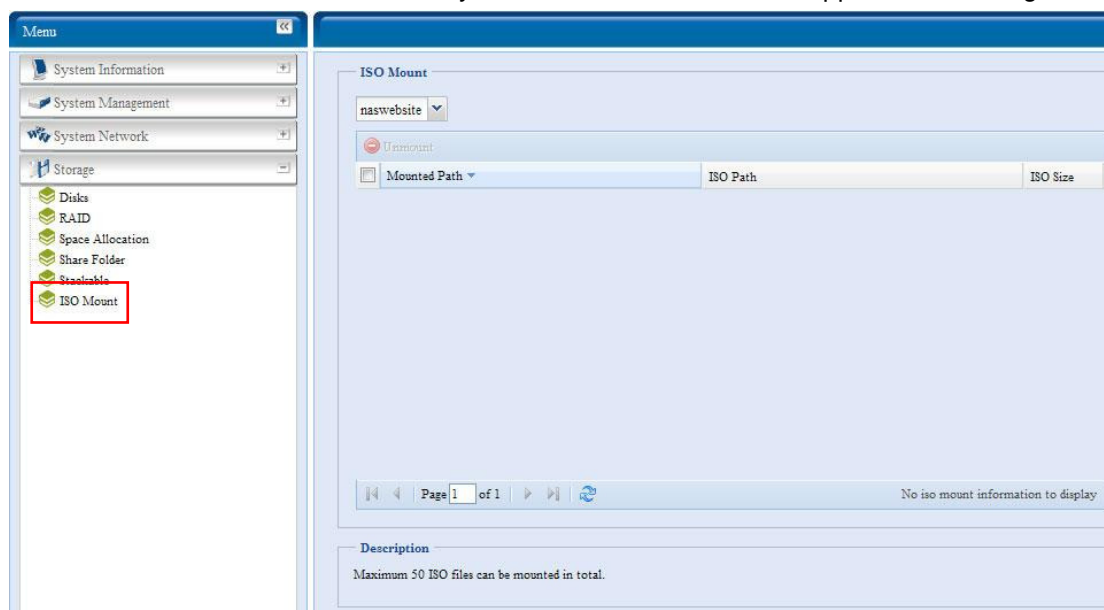 Menu
System Information
System Management
System Network
Storage
Disks
RAID
Space Allocation
Share Folder
Stackable
ISO Mount
ISO Mount
naswebsite
Unmount
Mounted Path ISO Path ISO Size
Page 1 of 1 No iso mount information to display
Description
Maximum 50 ISO files can be mounted in total.